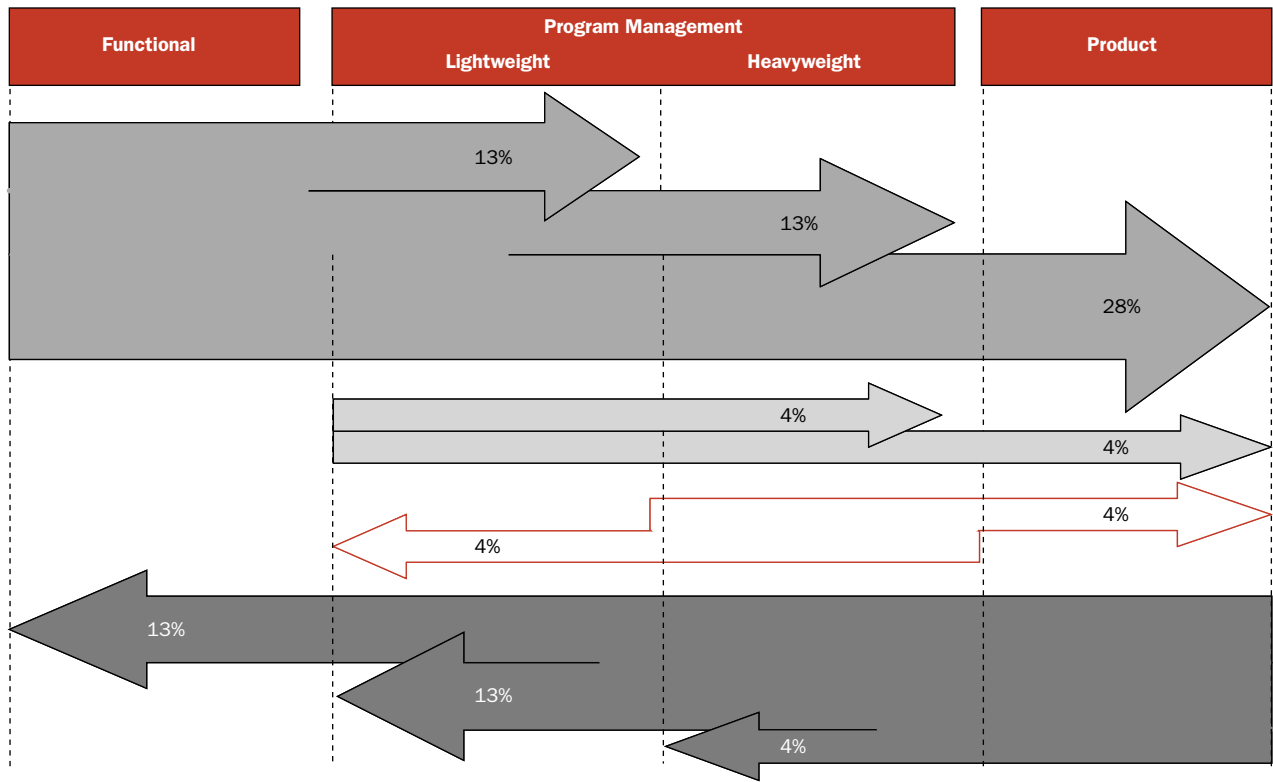 Functional
Program Management
Lightweight
Heavyweight
Product
13%
13%
28%
4%
4%
4%
4%
13%
13%
4%